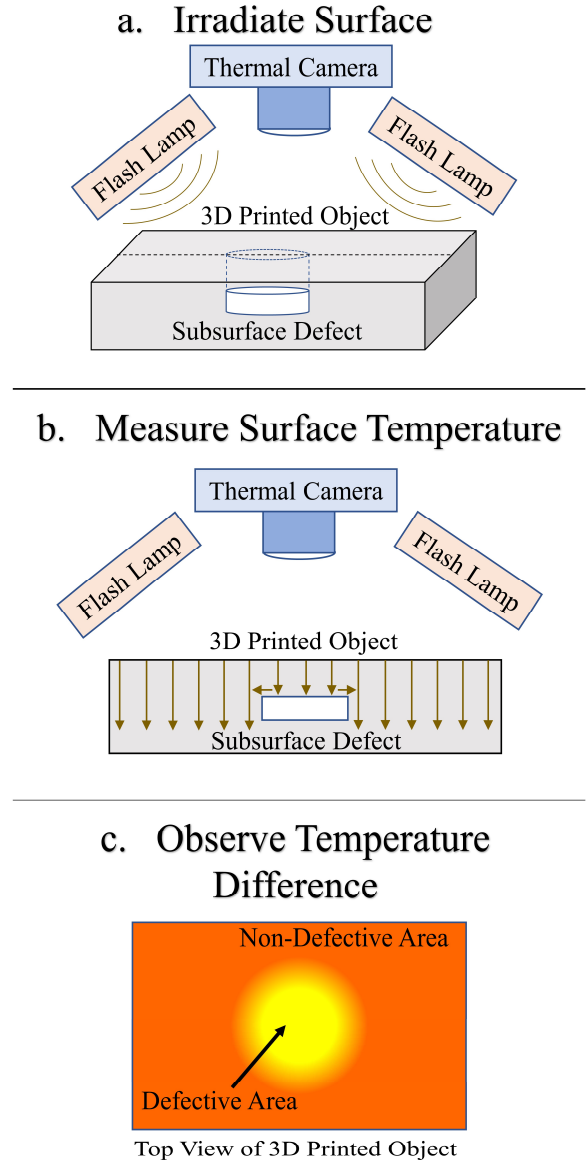 a. Irradiate Surface
Thermal Camera
Flash Lamp
Flash Lamp
3D Printed Object
Subsurface Defect
b. Measure Surface Temperature
Thermal Camera
Flash Lamp
Flash Lamp
3D Printed Object
Subsurface Defect
c. Observe Temperature
Difference
Non-Defective Area
Defective Area
Top View of 3D Printed Object